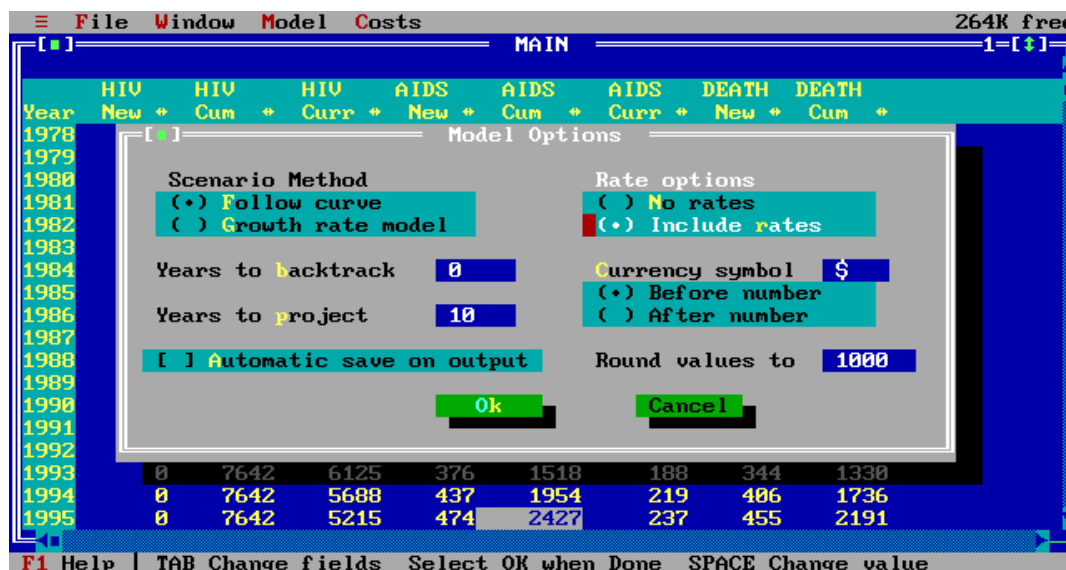 ≡ File Window Model Costs 264K free
[■] MAIN 1=[↕]
HIV HIV HIV AIDS AIDS AIDS DEATH DEATH
Year New ↔ Cum ↔ Curr ↔ New ↔ Cum ↔ Curr ↔ New ↔ Cum ↔
1978 [■] Model Options
1979
1980 Scenario Method Rate options
1981 (•) Follow curve ( ) No rates
1982 ( ) Growth rate model (•) Include rates
1983
1984 Years to backtrack 0 Currency symbol $
1985 (•) Before number
1986 Years to project 10 ( ) After number
1987
1988 [ ] Automatic save on output Round values to 1000
1989
1990 Ok Cancel
1991
1992
1993 0 7642 6125 376 1518 188 344 1330
1994 0 7642 5688 437 1954 219 406 1736
1995 0 7642 5215 474 2427 237 455 2191
F1 Help | TAB Change fields Select OK when Done SPACE Change value